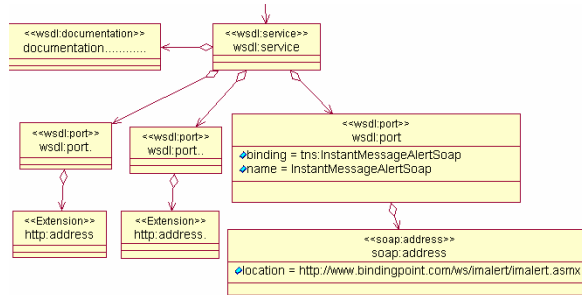 <<wsdl:documentation>>
documentation............
<<wsdl:service>>
wsdl:service
<<wsdl:port>>
wsdl:port.
<<wsdl:port>>
wsdl:port..
<<wsdl:port>>
wsdl:port
binding = tns:InstantMessageAlertSoap
name = InstantMessageAlertSoap
<<Extension>>
http:address
<<Extension>>
http:address.
<<soap:address>>
soap:address
location = http://www.bindingpoint.com/ws/imalert/imalert.asmx